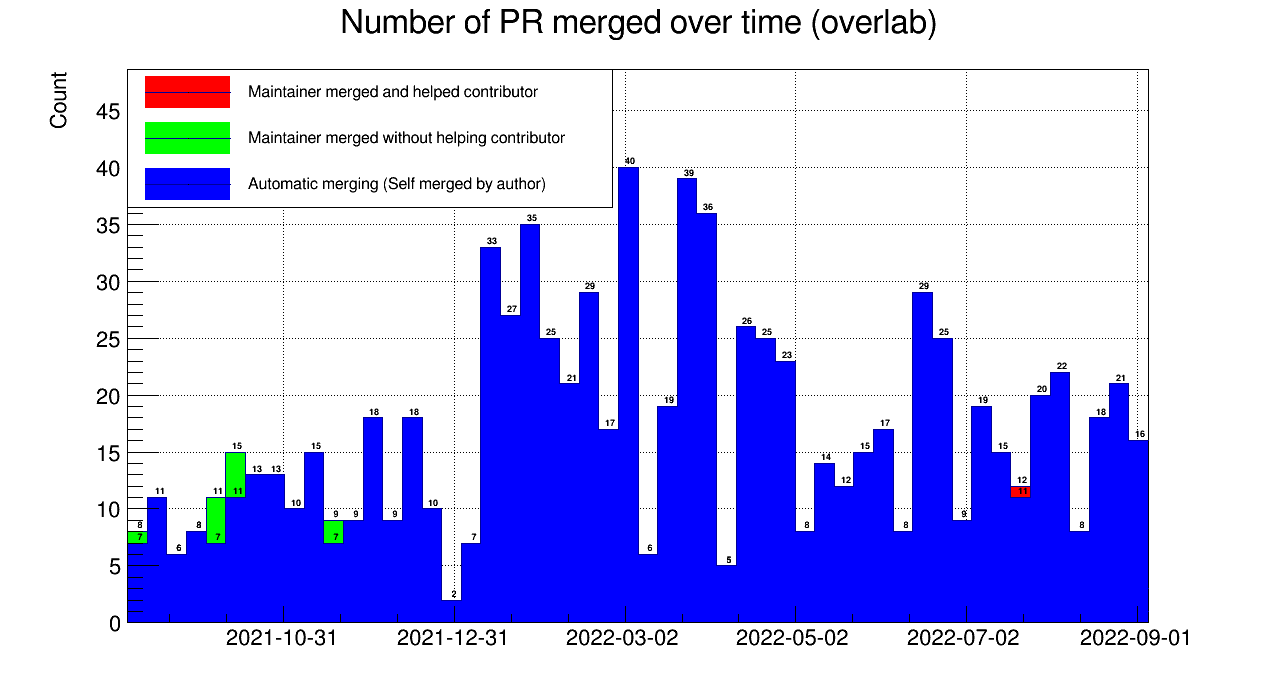 Number of PR merged over time (overlab)
Count
Maintainer merged and helped contributor
Maintainer merged without helping contributor
Automatic merging (Self merged by author)
45
40
35
30
25
20
15
10
5
0
8 7 11 6 8 11 7 15 11 13 13 10 15 9 7 9 18 9 18 10 2 7 33 27 35 25 21 29 17 40 6 19 39 36 5 26 25 23 8 14 12 15 17 8 29 25 9 19 15 12 11 20 22 8 18 21 16
2021-10-31 2021-12-31 2022-03-02 2022-05-02 2022-07-02 2022-09-01